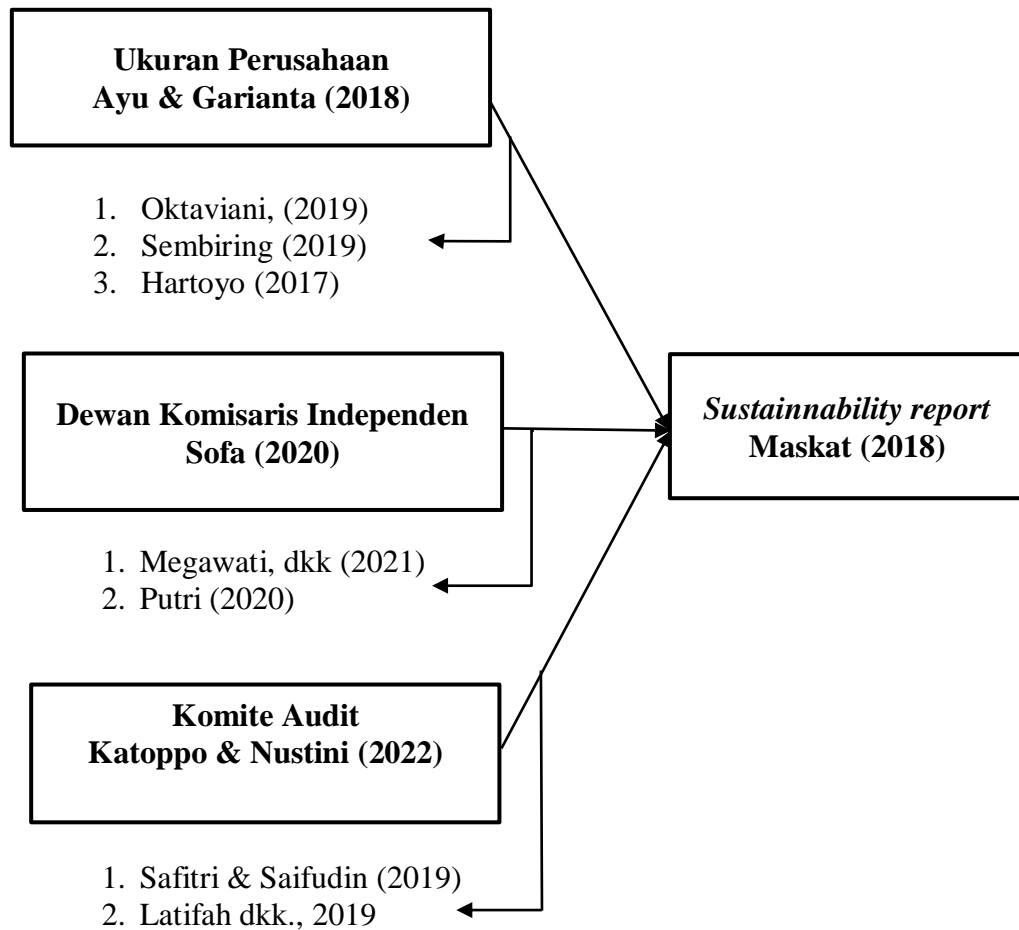 Ukuran Perusahaan
Ayu & Garianta (2018)
1. Oktaviani, (2019)
2. Sembiring (2019)
3. Hartoyo (2017)
Dewan Komisaris Independen
Sofa (2020)
1. Megawati, dkk (2021)
2. Putri (2020)
Komite Audit
Katoppo & Nustini (2022)
1. Safitri & Saifudin (2019)
2. Latifah dkk., 2019
Sustainnability report
Maskat (2018)